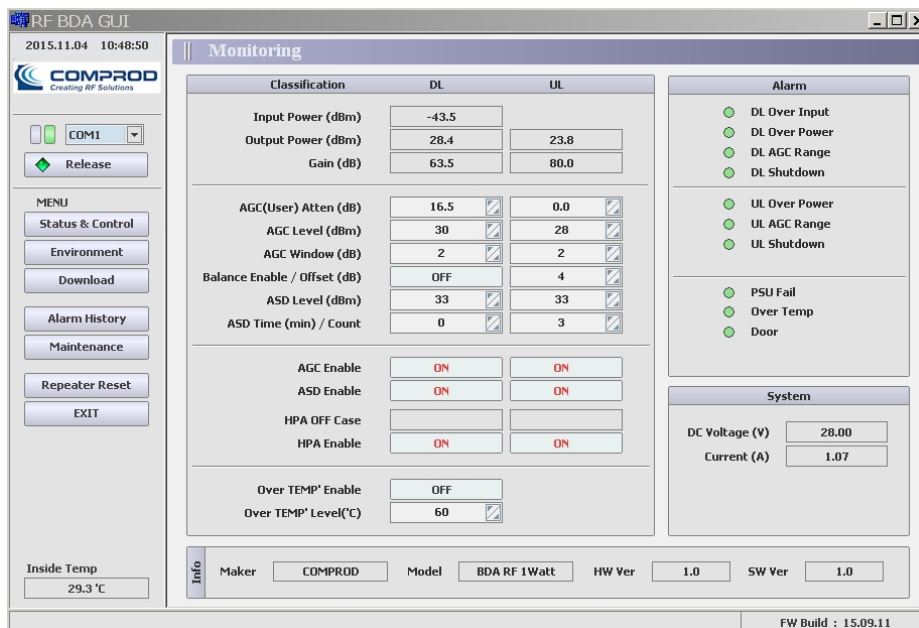 RF BDA GUI
2015.11.04 10:48:50
COMPROD
Creating RF Solutions
COM1
Release
MENU
Status & Control
Environment
Download
Alarm History
Maintenance
Repeater Reset
EXIT
Inside Temp
29.3 'C
Monitoring
Classification DL UL
Input Power (dBm) -43.5
Output Power (dBm) 28.4 23.8
Gain (dB) 63.5 80.0
AGC(User) Atten (dB) 16.5 0.0
AGC Level (dBm) 30 28
AGC Window (dB) 2 2
Balance Enable / Offset (dB) OFF 4
ASD Level (dBm) 33 33
ASD Time (min) / Count 0 3
AGC Enable ON ON
ASD Enable ON ON
HPA OFF Case
HPA Enable ON ON
Over TEMP' Enable OFF
Over TEMP' Level('C) 60
Alarm
DL Over Input
DL Over Power
DL AGC Range
DL Shutdown
UL Over Power
UL AGC Range
UL Shutdown
PSU Fail
Over Temp
Door
System
DC Voltage (V) 28.00
Current (A) 1.07
Info
Maker COMPROD Model BDA RF 1Watt HW Ver 1.0 SW Ver 1.0
FW Build : 15.09.11